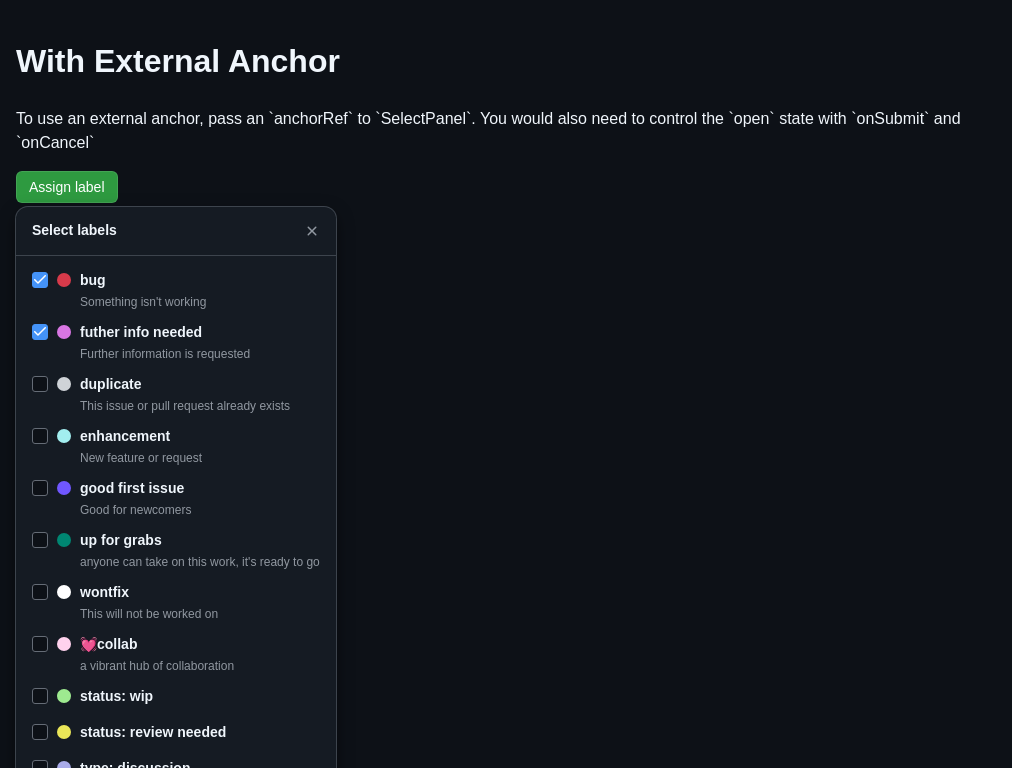 With External Anchor
To use an external anchor, pass an `anchorRef` to `SelectPanel`. You would also need to control the `open` state with `onSubmit` and
`onCancel`
Assign label
Select labels
bug
Something isn't working
futher info needed
Further information is requested
duplicate
This issue or pull request already exists
enhancement
New feature or request
good first issue
Good for newcomers
up for grabs
anyone can take on this work, it's ready to go
wontfix
This will not be worked on
💓collab
a vibrant hub of collaboration
status: wip
status: review needed
type: discussion